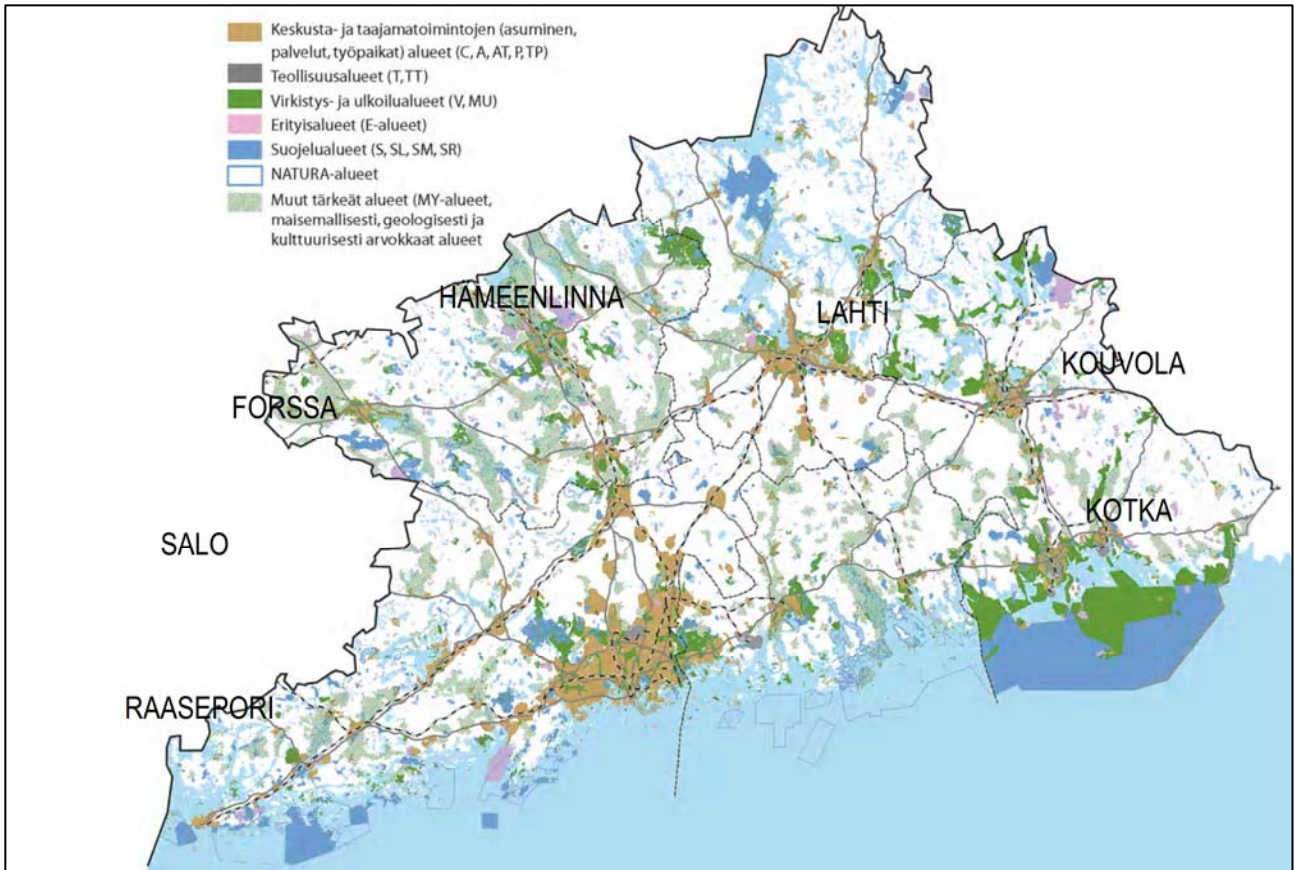 Keskusta- ja taajamatoimintojen (asuminen,
palvelut, työpaikat) alueet (C, A, AT, P, TP)
Teollisuusalueet (T, TT)
Virkistys- ja ulkoilualueet (V, MU)
Erityisalueet (E-alueet)
Suojelualueet (S, SL, SM, SR)
NATURA-alueet
Muut tärkeät alueet (MY-alueet,
maisemallisesti, geologisesti ja
kulttuurisesti arvokkaat alueet
HÄMEENLINNA
LAHTI
KOUVOLA
FORSSA
KOTKA
SALO
RAASEPORI